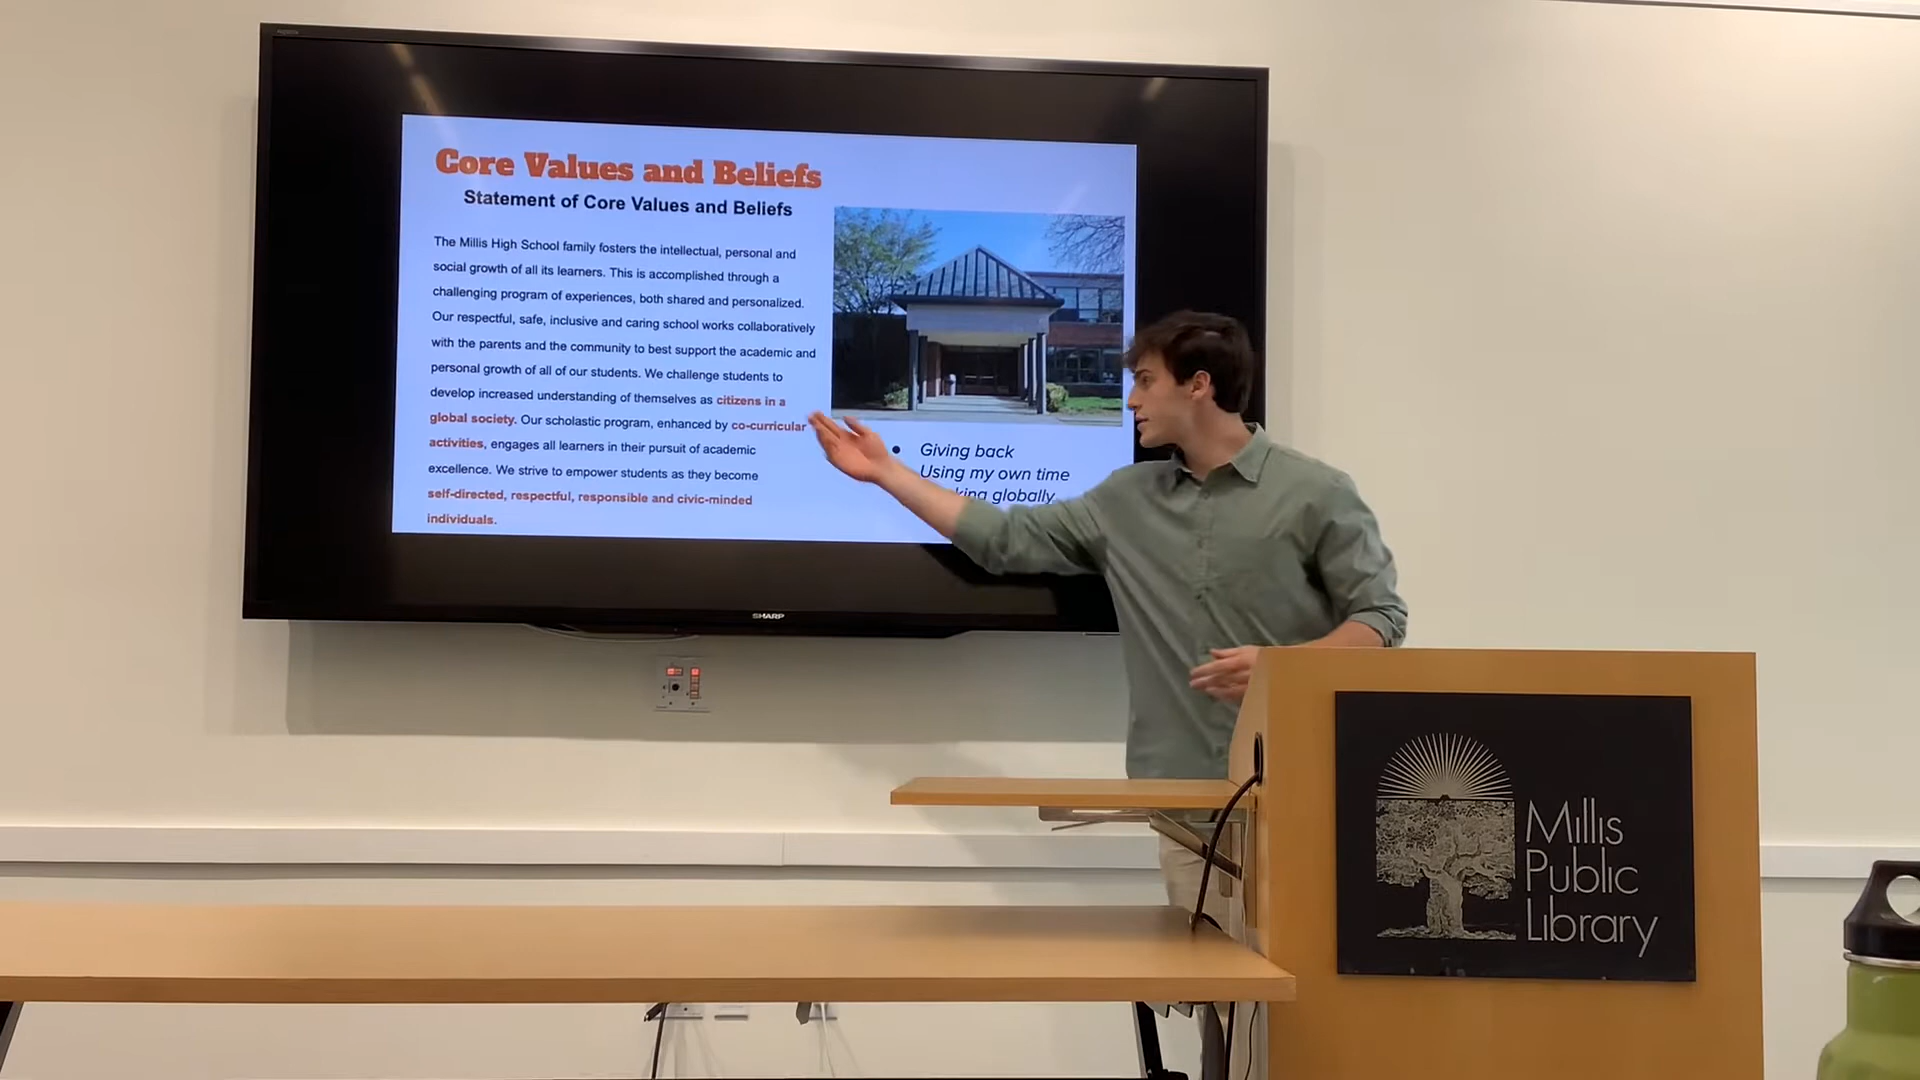 Core Values and Beliefs
Statement of Core Values and Beliefs
The Millis High School family fosters the intellectual, personal and
social growth of all its learners. This is accomplished through a
challenging program of experiences, both shared and personalized.
Our respectful, safe, inclusive and caring school works collaboratively
with the parents and the community to best support the academic and
personal growth of all of our students. We challenge students to
develop increased understanding of themselves as citizens in a
global society. Our scholastic program, enhanced by co-curricular
activities, engages all learners in their pursuit of academic
excellence. We strive to empower students as they become
self-directed, respectful, responsible and civic-minded
individuals.
• Giving back
Using my own time
globally
SHARP
Millis
Public
Library